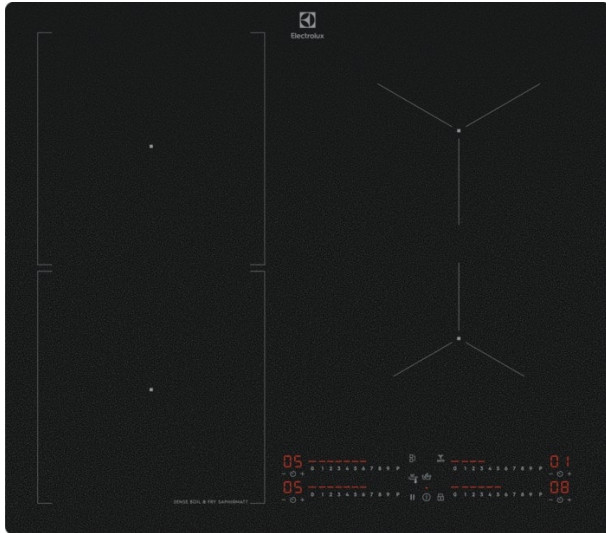 Electrolux
05 0 1 2 3 4 5 6 7 8 9 P
0 1 2 3 4 5 6 7 8 9 P 01
- +
- +
05 0 1 2 3 4 5 6 7 8 9 P
0 1 2 3 4 5 6 7 8 9 P 08
- +
- +
SENSE BOIL & FRY SAPHIRMATT